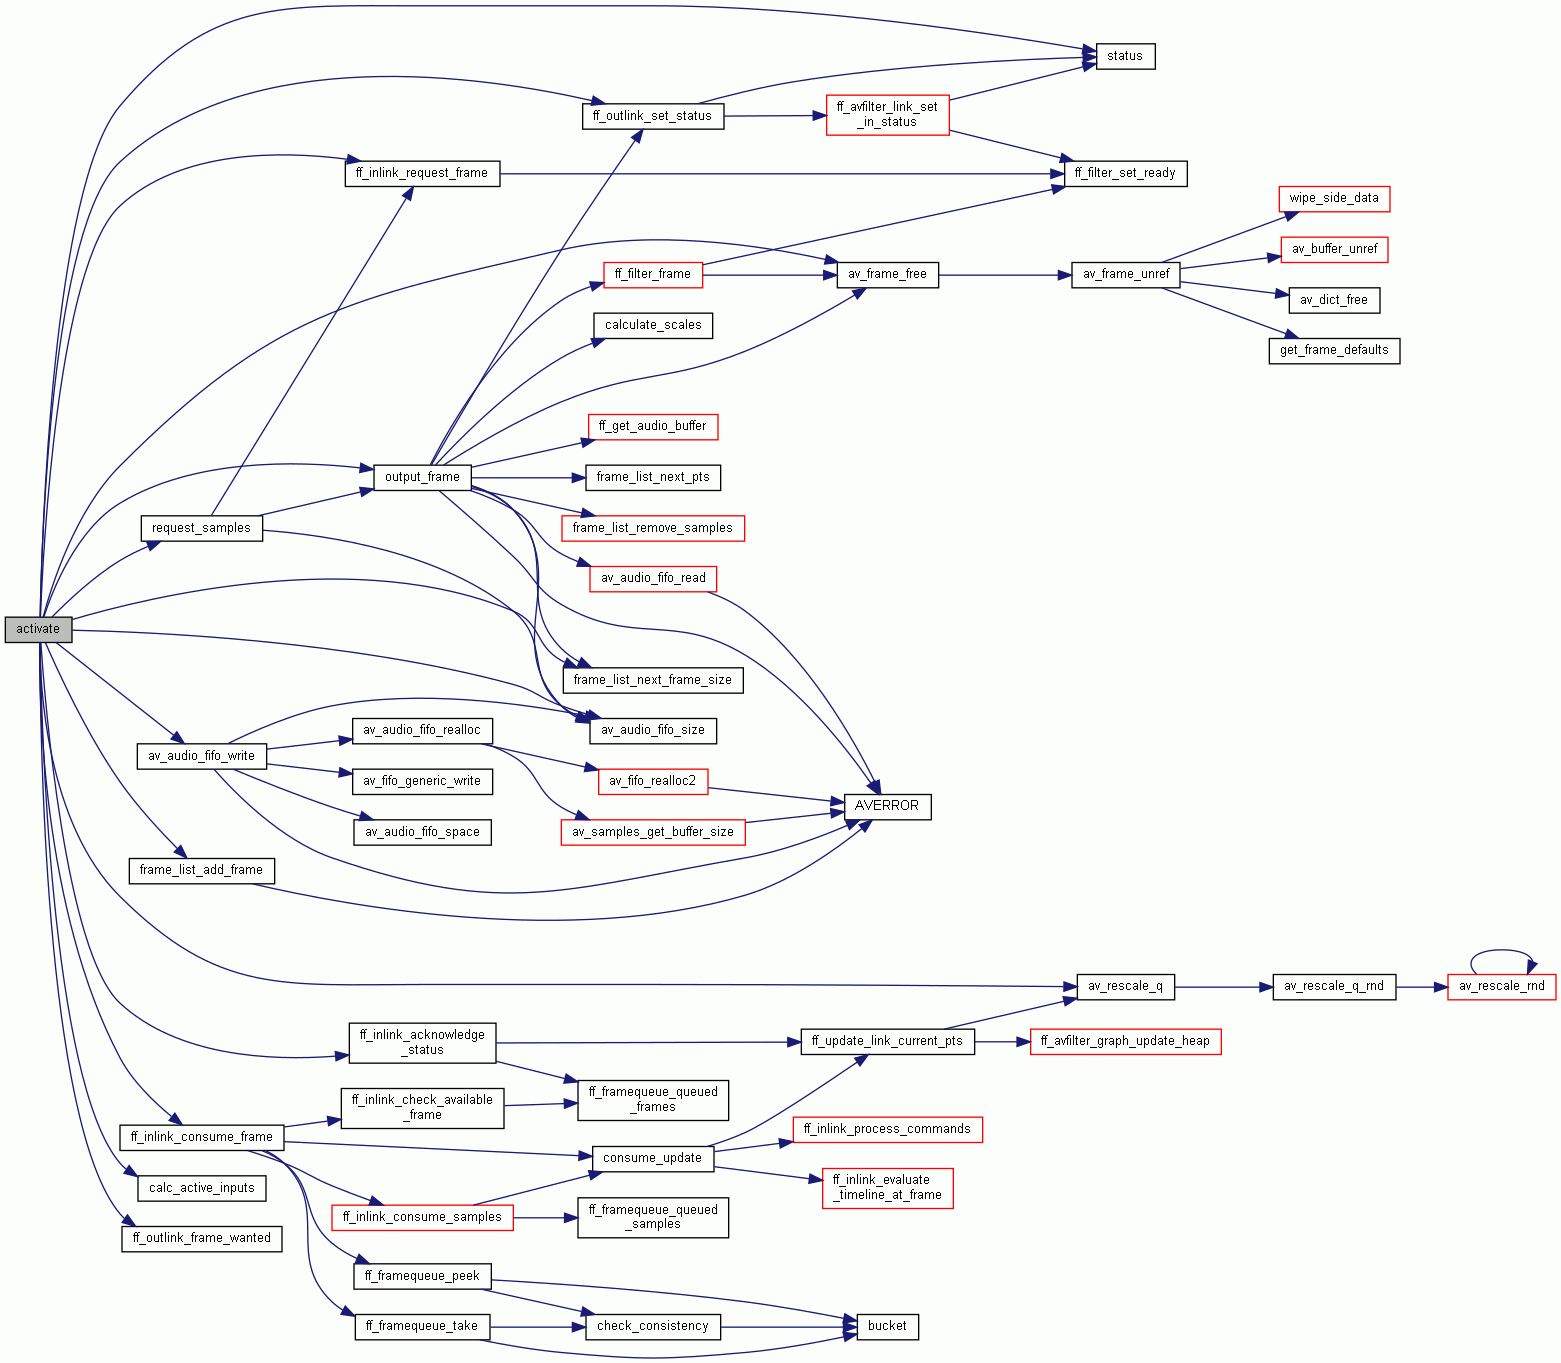 status
ff_outlink_set_status
ff_avfilter_link_set
_in_status
ff_inlink_request_frame
ff_filter_set_ready
wipe_side_data
av_buffer_unref
ff_filter_frame
av_frame_free
av_frame_unref
av_dict_free
calculate_scales
get_frame_defaults
ff_get_audio_buffer
output_frame
frame_list_next_pts
request_samples
frame_list_remove_samples
av_audio_fifo_read
activate
frame_list_next_frame_size
av_audio_fifo_realloc
av_audio_fifo_size
av_audio_fifo_write
av_fifo_generic_write
av_fifo_realloc2
AVERROR
av_audio_fifo_space
av_samples_get_buffer_size
frame_list_add_frame
av_rescale_q
av_rescale_q_rnd
av_rescale_rnd
ff_inlink_acknowledge
_status
ff_update_link_current_pts
ff_avfilter_graph_update_heap
ff_inlink_check_available
_frame
ff_framequeue_queued
_frames
ff_inlink_consume_frame
ff_inlink_process_commands
consume_update
calc_active_inputs
ff_inlink_evaluate
_timeline_at_frame
ff_inlink_consume_samples
ff_framequeue_queued
_samples
ff_outlink_frame_wanted
ff_framequeue_peek
ff_framequeue_take
check_consistency
bucket